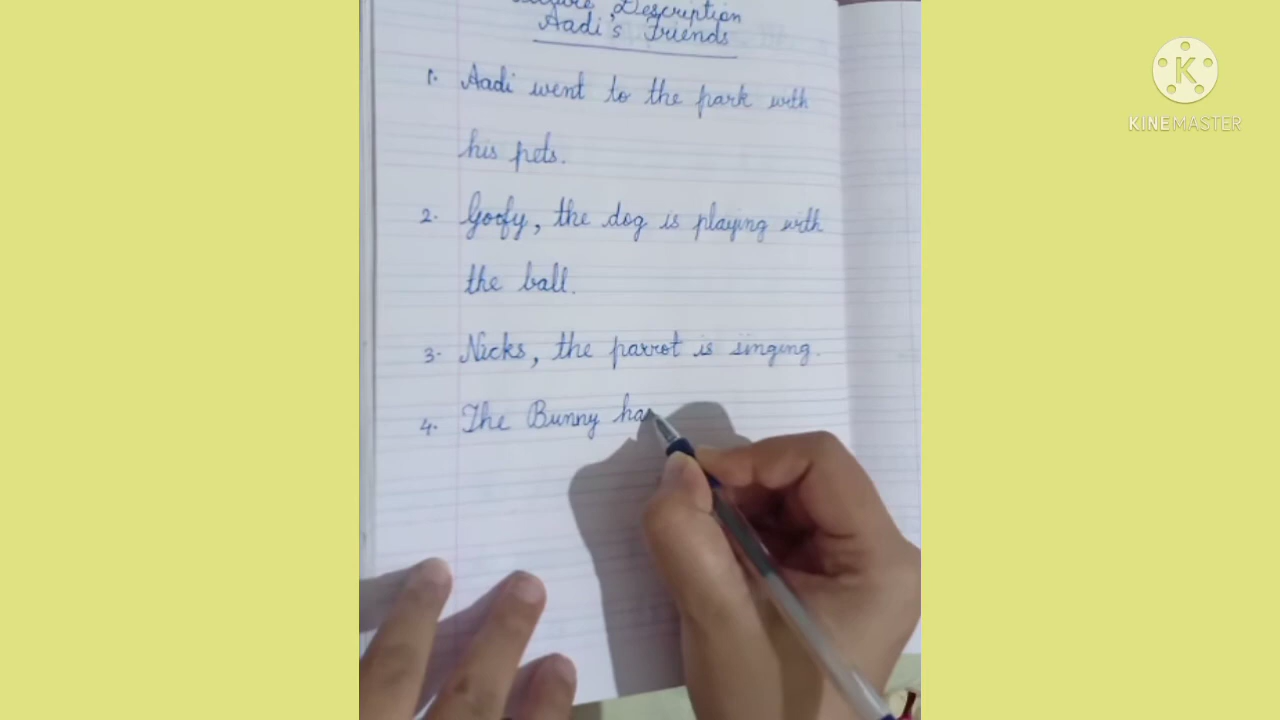 Description
Aadi's Friends
1. Aadi went to the park with
his pets.
2. Goofy, the dog is playing with
the ball.
3. Nicks, the parrot is singing.
4. The Bunny ha
K
KINEMASTER